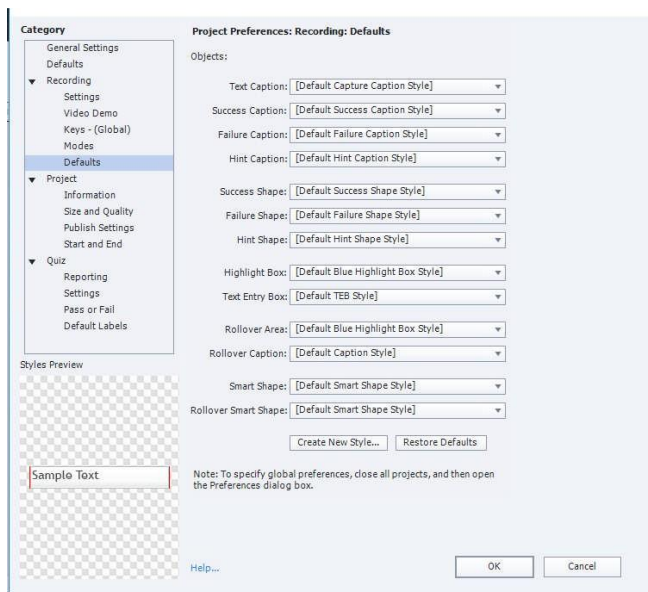 Category
General Settings
Defaults
Recording
Settings
Video Demo
Keys - (Global)
Modes
Defaults
Project
Information
Size and Quality
Publish Settings
Start and End
Quiz
Reporting
Settings
Pass or Fail
Default Labels
Styles Preview
Sample Text
Project Preferences: Recording: Defaults
Objects:
Text Caption: [Default Capture Caption Style]
Success Caption: [Default Success Caption Style]
Failure Caption: [Default Failure Caption Style]
Hint Caption: [Default Hint Caption Style]
Success Shape: [Default Success Shape Style]
Failure Shape: [Default Failure Shape Style]
Hint Shape: [Default Hint Shape Style]
Highlight Box: [Default Blue Highlight Box Style]
Text Entry Box: [Default TEB Style]
Rollover Area: [Default Blue Highlight Box Style]
Rollover Caption: [Default Caption Style]
Smart Shape: [Default Smart Shape Style]
Rollover Smart Shape: [Default Smart Shape Style]
Create New Style... Restore Defaults
Note: To specify global preferences, close all projects, and then open
the Preferences dialog box.
Help... OK Cancel